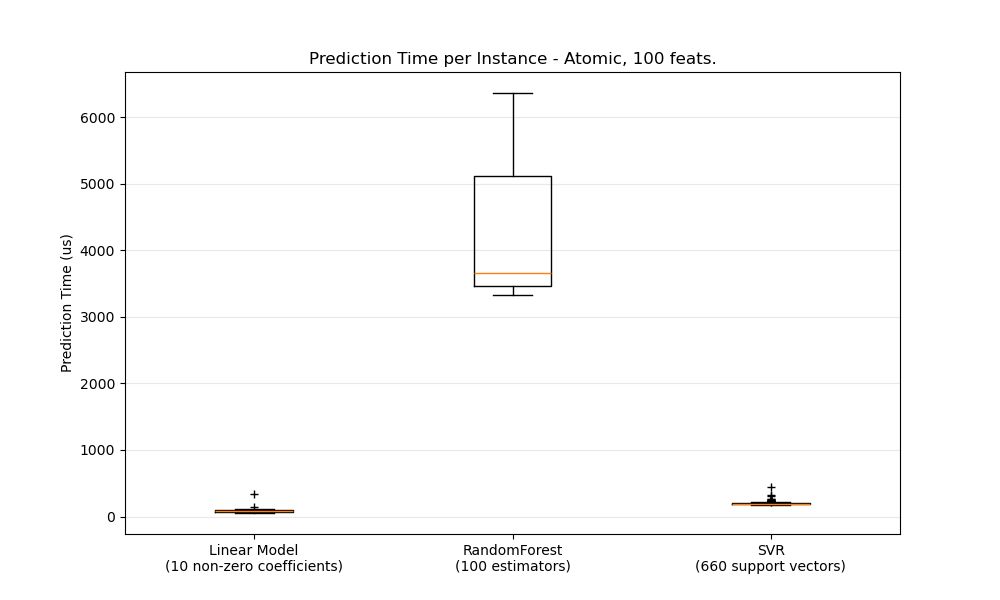 Prediction Time per Instance - Atomic, 100 feats.
6000
5000
4000
3000
2000
1000
0
Prediction Time (us)
Linear Model
(10 non-zero coefficients)
RandomForest
(100 estimators)
SVR
(660 support vectors)